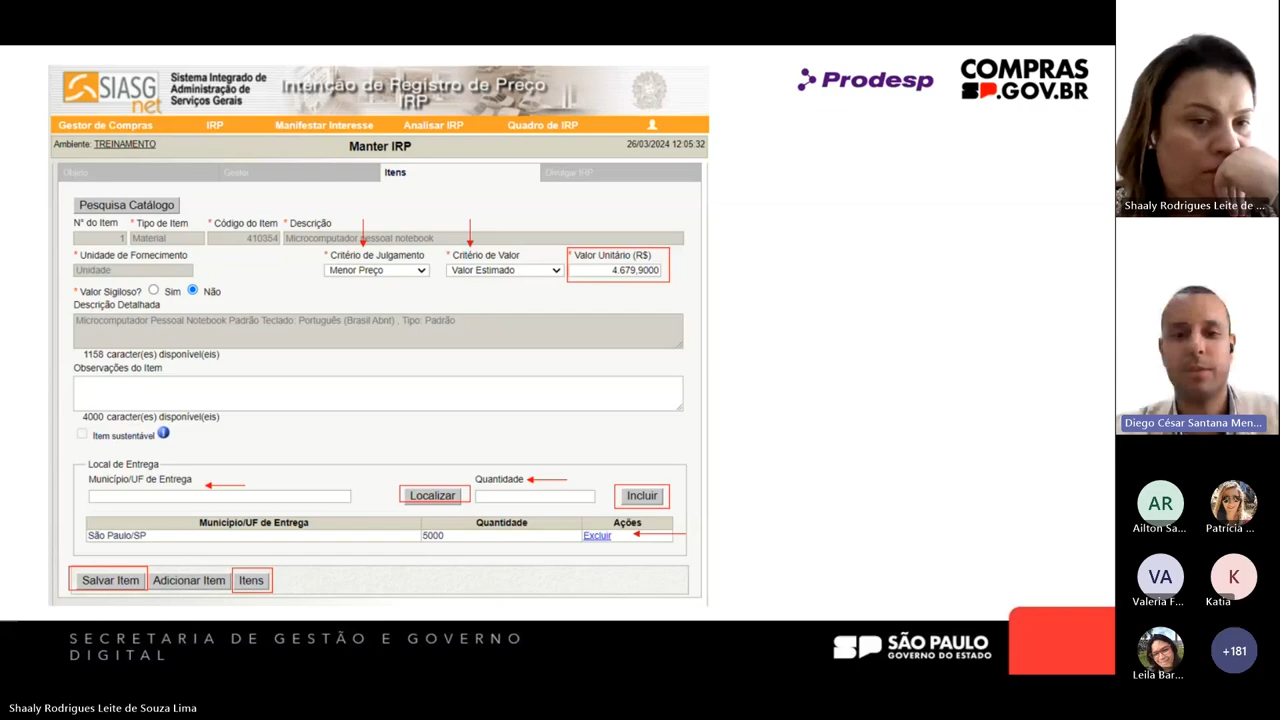 SIASG
net
Sistema Integrado de
Administração de
Serviços Gerais
Intenção de Registro de Preço
IRP
Prodesp
COMPRAS
SP.GOV.BR
Gestor de Compras IRP Manifestar Interesse Analisar IRP Quadro de IRP
Ambiente: TREINAMENTO Manter IRP 26/03/2024 12:05:32
Objeto Gestor Itens Divulgar IRP
Pesquisa Catálogo
N° do Item * Tipo de Item * Código do Item * Descrição
1 Material 410354 Microcomputador pessoal notebook
* Unidade de Fornecimento * Critério de Julgamento * Critério de Valor * Valor Unitário (R$)
Unidade Menor Preço Valor Estimado 4.679,9000
* Valor Sigiloso? Sim Não
Descrição Detalhada
Microcomputador Pessoal Notebook Padrão Teclado: Português (Brasil Abnt) , Tipo: Padrão
1158 caracter(es) disponível(eis)
Observações do Item
4000 caracter(es) disponível(eis)
Item sustentável
Local de Entrega
Município/UF de Entrega Quantidade
Localizar Incluir
Município/UF de Entrega Quantidade Ações
São Paulo/SP 5000 Excluir
Salvar Item Adicionar Item Itens
SECRETARIA DE GESTÃO E GOVERNO
DIGITAL
SP SÃO PAULO
GOVERNO DO ESTADO
Shaaly Rodrigues Leite de ...
Diego César Santana Men...
AR
Ailton Sa... Patrícia ...
VA K
Valeria F... Katia
+181
Leila Bar...
Shaaly Rodrigues Leite de Souza Lima